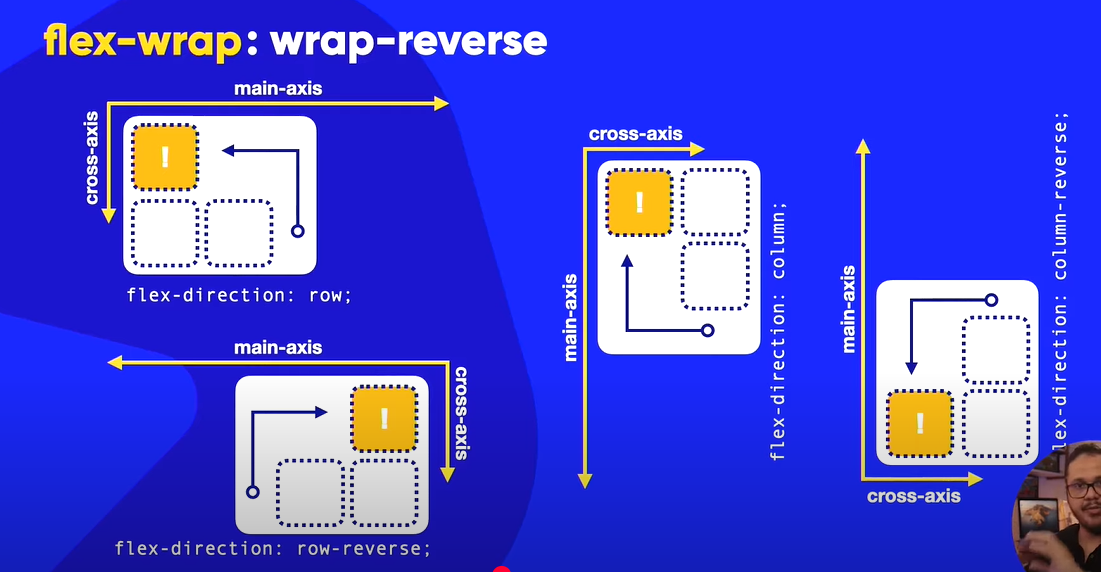 flex-wrap: wrap-reverse
main-axis
cross-axis
!
flex-direction: row;
main-axis
cross-axis
!
flex-direction: row-reverse;
cross-axis
main-axis
!
flex-direction: column;
main-axis
cross-axis
!
flex-direction: column-reverse;